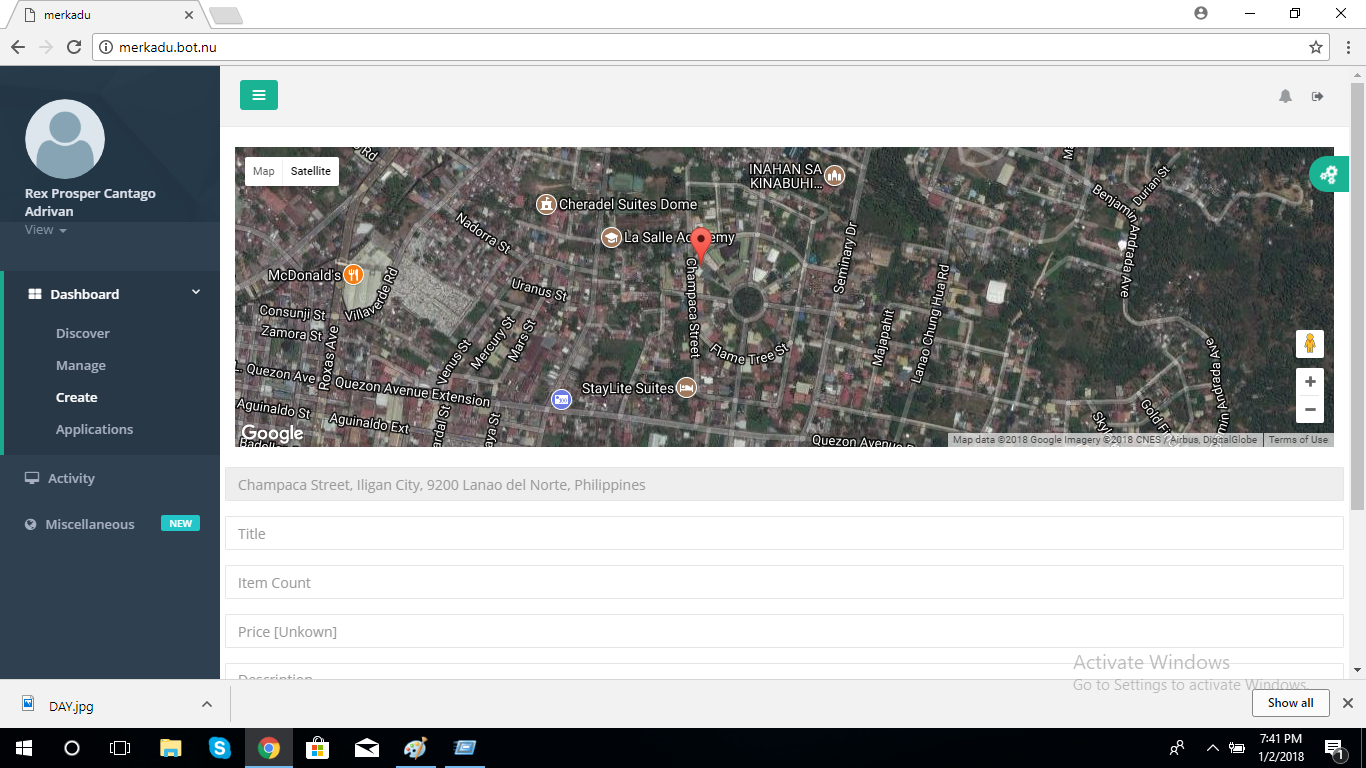 merkadu
merkadu.bot.nu
Rex Prosper Cantago
Adrivan
View
Dashboard
Discover
Manage
Create
Applications
Activity
Miscellaneous
NEW
Map
Satellite
INAHAN SA
KINABUHI...
Cheradel Suites Dome
La Salle Academy
McDonald's
Nadorra St
Villaverde Rd
Uranus St
Consunji St
Zamora St
Roxas Ave
Mercury St
Mars St
Venus St
Champaca Street
Flame Tree St
Seminary Dr
Majapahit
Lanao Chung Hua Rd
Benjamin Andrada Ave
Durian St
StayLite Suites
L. Quezon Ave
Quezon Avenue Extension
Aguinaldo St
Aguinaldo Ext
Google
Map data ©2018 Google Imagery ©2018 CNES / Airbus, DigitalGlobe
Terms of Use
Champaca Street, Iligan City, 9200 Lanao del Norte, Philippines
Title
Item Count
Price [Unkown]
Description
Activate Windows
Go to Settings to activate Windows.
DAY.jpg
Show all
7:41 PM
1/2/2018
1